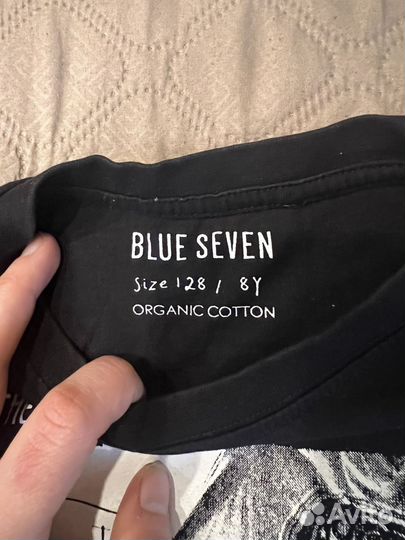 BLUE SEVEN
Size 128 / 8Y
ORGANIC COTTON
Avito